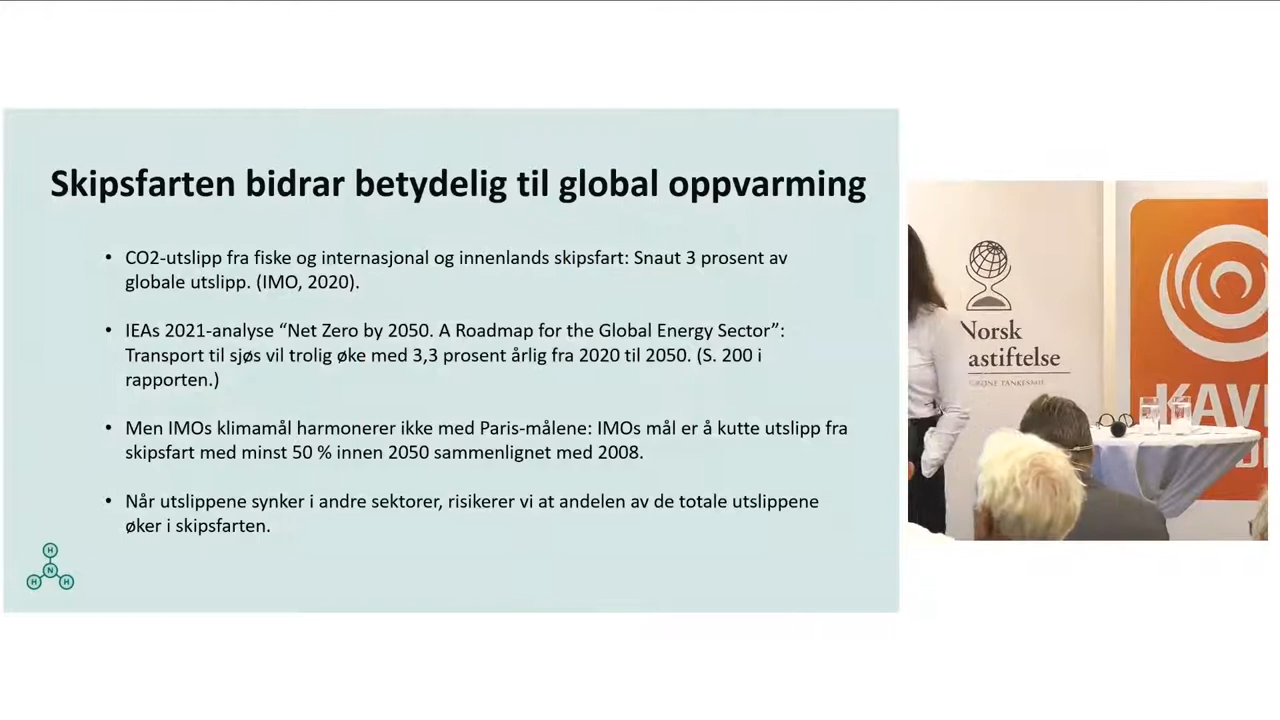 Skipsfarten bidrar betydelig til global oppvarming
• CO2-utslipp fra fiske og internasjonal og innenlands skipsfart: Snaut 3 prosent av
globale utslipp. (IMO, 2020).
• IEAs 2021-analyse “Net Zero by 2050. A Roadmap for the Global Energy Sector”:
Transport til sjøs vil trolig øke med 3,3 prosent årlig fra 2020 til 2050. (S. 200 i
rapporten.)
• Men IMOs klimamål harmonerer ikke med Paris-målene: IMOs mål er å kutte utslipp fra
skipsfart med minst 50 % innen 2050 sammenlignet med 2008.
• Når utslippene synker i andre sektorer, risikerer vi at andelen av de totale utslippene
øker i skipsfarten.
H
N
H
H
Norsk
astiftelse
TANKESMIE
KAV